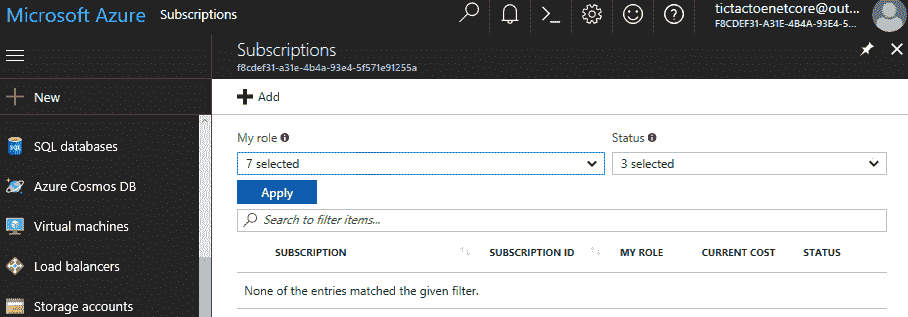 Microsoft Azure Subscriptions
tictactoenetcore@out...
F8CDEF31-A31E-4B4A-93E4-5...
Subscriptions
f8cdef31-a31e-4b4a-93e4-5f571e91255a
New
Add
SQL databases
Azure Cosmos DB
Virtual machines
Load balancers
Storage accounts
My role
Status
7 selected
3 selected
Apply
Search to filter items...
SUBSCRIPTION SUBSCRIPTION ID MY ROLE CURRENT COST STATUS
None of the entries matched the given filter.